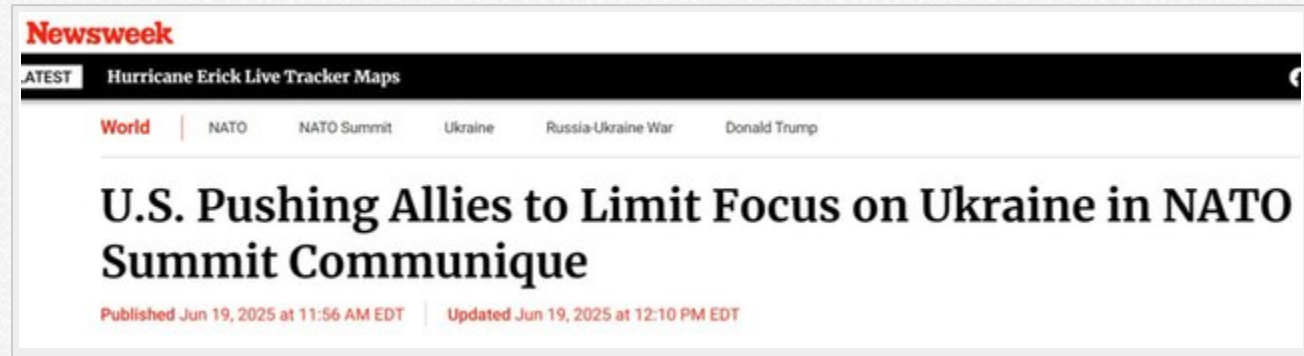 Newsweek
ATEST Hurricane Erick Live Tracker Maps
World NATO NATO Summit Ukraine Russia-Ukraine War Donald Trump
U.S. Pushing Allies to Limit Focus on Ukraine in NATO
Summit Communique
Published Jun 19, 2025 at 11:56 AM EDT Updated Jun 19, 2025 at 12:10 PM EDT